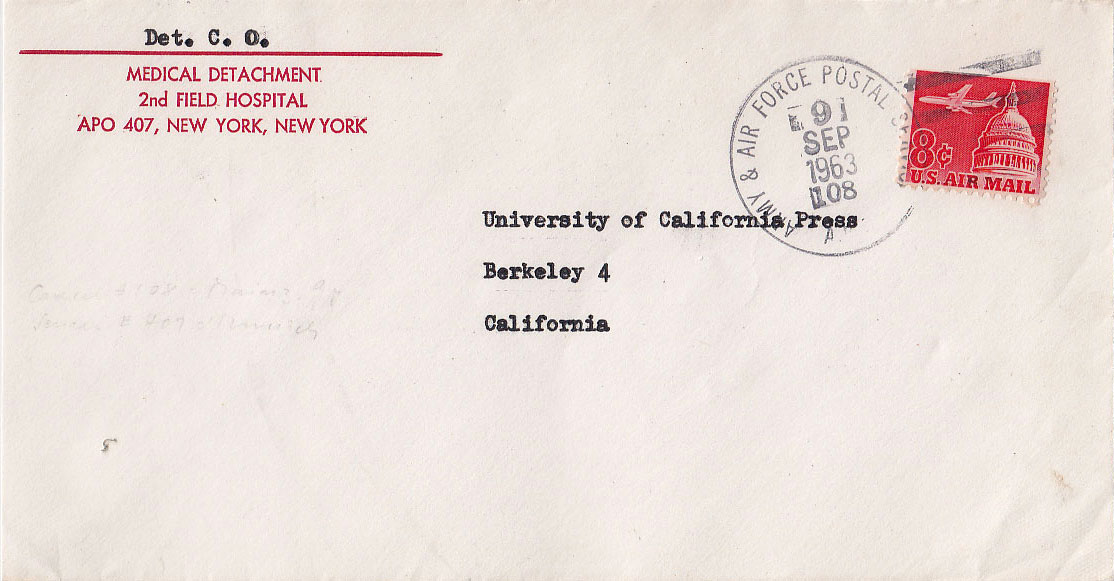 Det. C. O.
MEDICAL DETACHMENT
2nd FIELD HOSPITAL
APO 407, NEW YORK, NEW YORK
ARMY & AIR FORCE POSTAL
91
SEP
1963
108
8¢
U.S. AIR MAIL
University of California Press
Berkeley 4
California